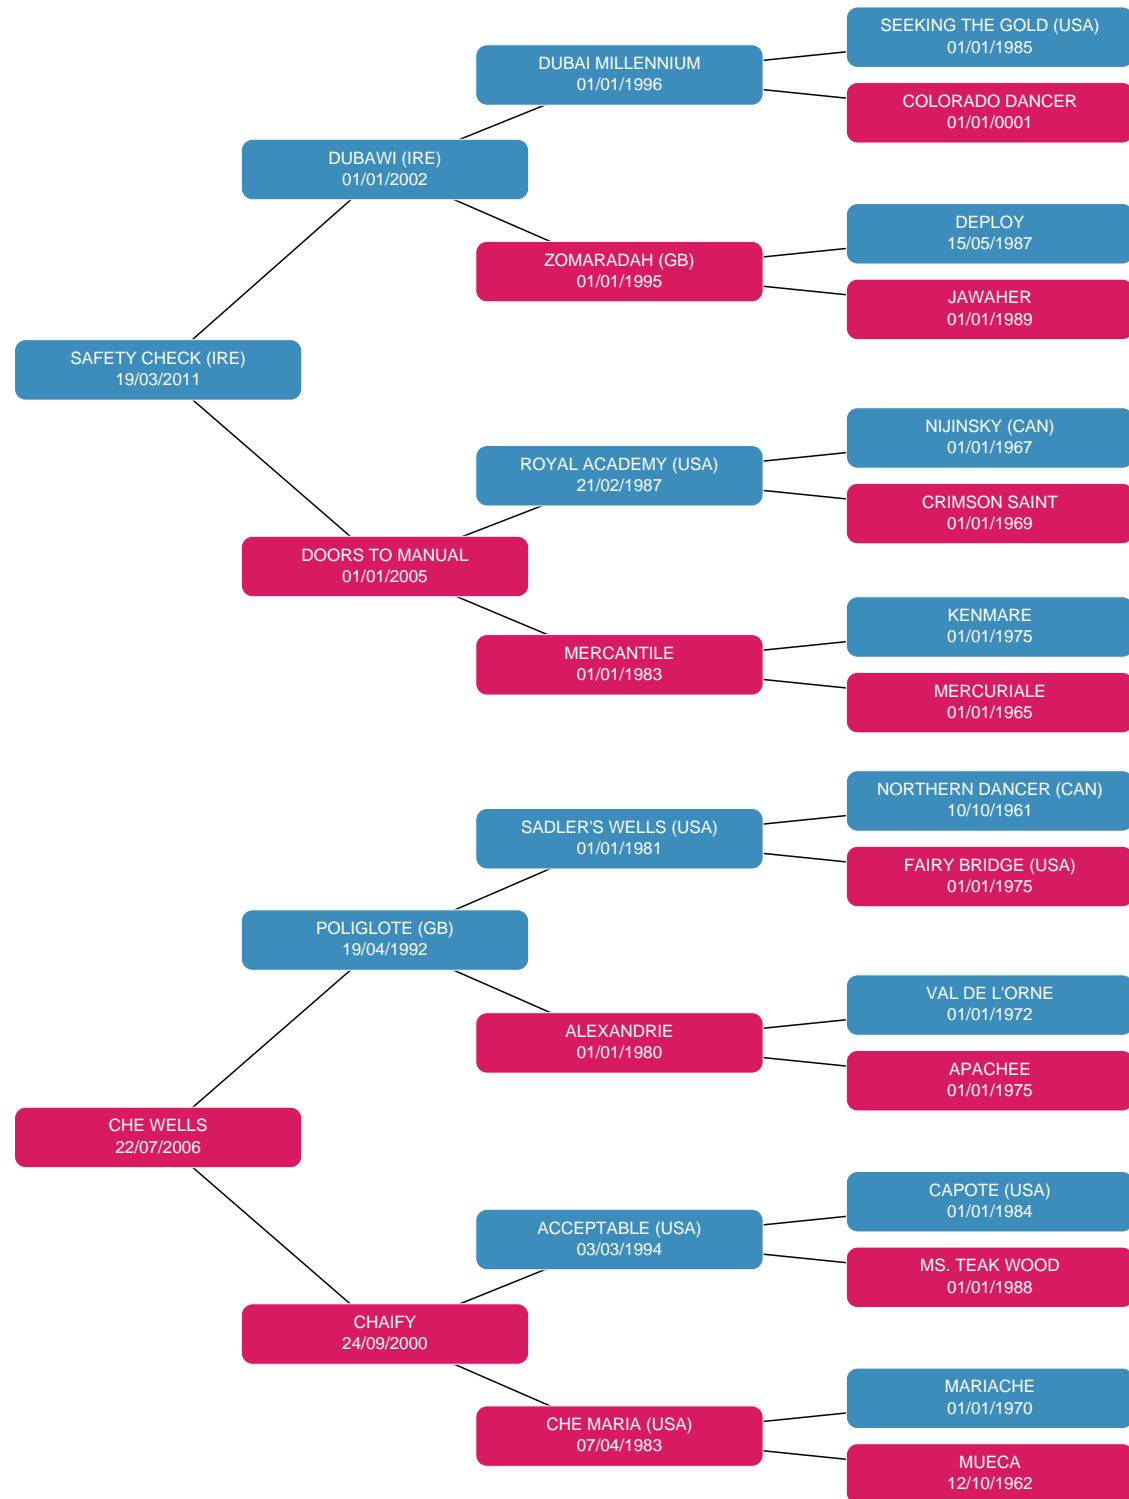 SEEKING THE GOLD (USA)
01/01/1985
DUBAI MILLENNIUM
01/01/1996
COLORADO DANCER
01/01/0001
DUBAWI (IRE)
01/01/2002
DEPLOY
15/05/1987
ZOMARADAH (GB)
01/01/1995
JAWAHER
01/01/1989
SAFETY CHECK (IRE)
19/03/2011
NIJINSKY (CAN)
01/01/1967
ROYAL ACADEMY (USA)
21/02/1987
CRIMSON SAINT
01/01/1969
DOORS TO MANUAL
01/01/2005
KENMARE
01/01/1975
MERCANTILE
01/01/1983
MERCURIALE
01/01/1965
NORTHERN DANCER (CAN)
10/10/1961
SADLER'S WELLS (USA)
01/01/1981
FAIRY BRIDGE (USA)
01/01/1975
POLIGLOTE (GB)
19/04/1992
VAL DE L'ORNE
01/01/1972
ALEXANDRIE
01/01/1980
APACHEE
01/01/1975
CHE WELLS
22/07/2006
CAPOTE (USA)
01/01/1984
ACCEPTABLE (USA)
03/03/1994
MS. TEAK WOOD
01/01/1988
CHAIFY
24/09/2000
MARIACHE
01/01/1970
CHE MARIA (USA)
07/04/1983
MUECA
12/10/1962